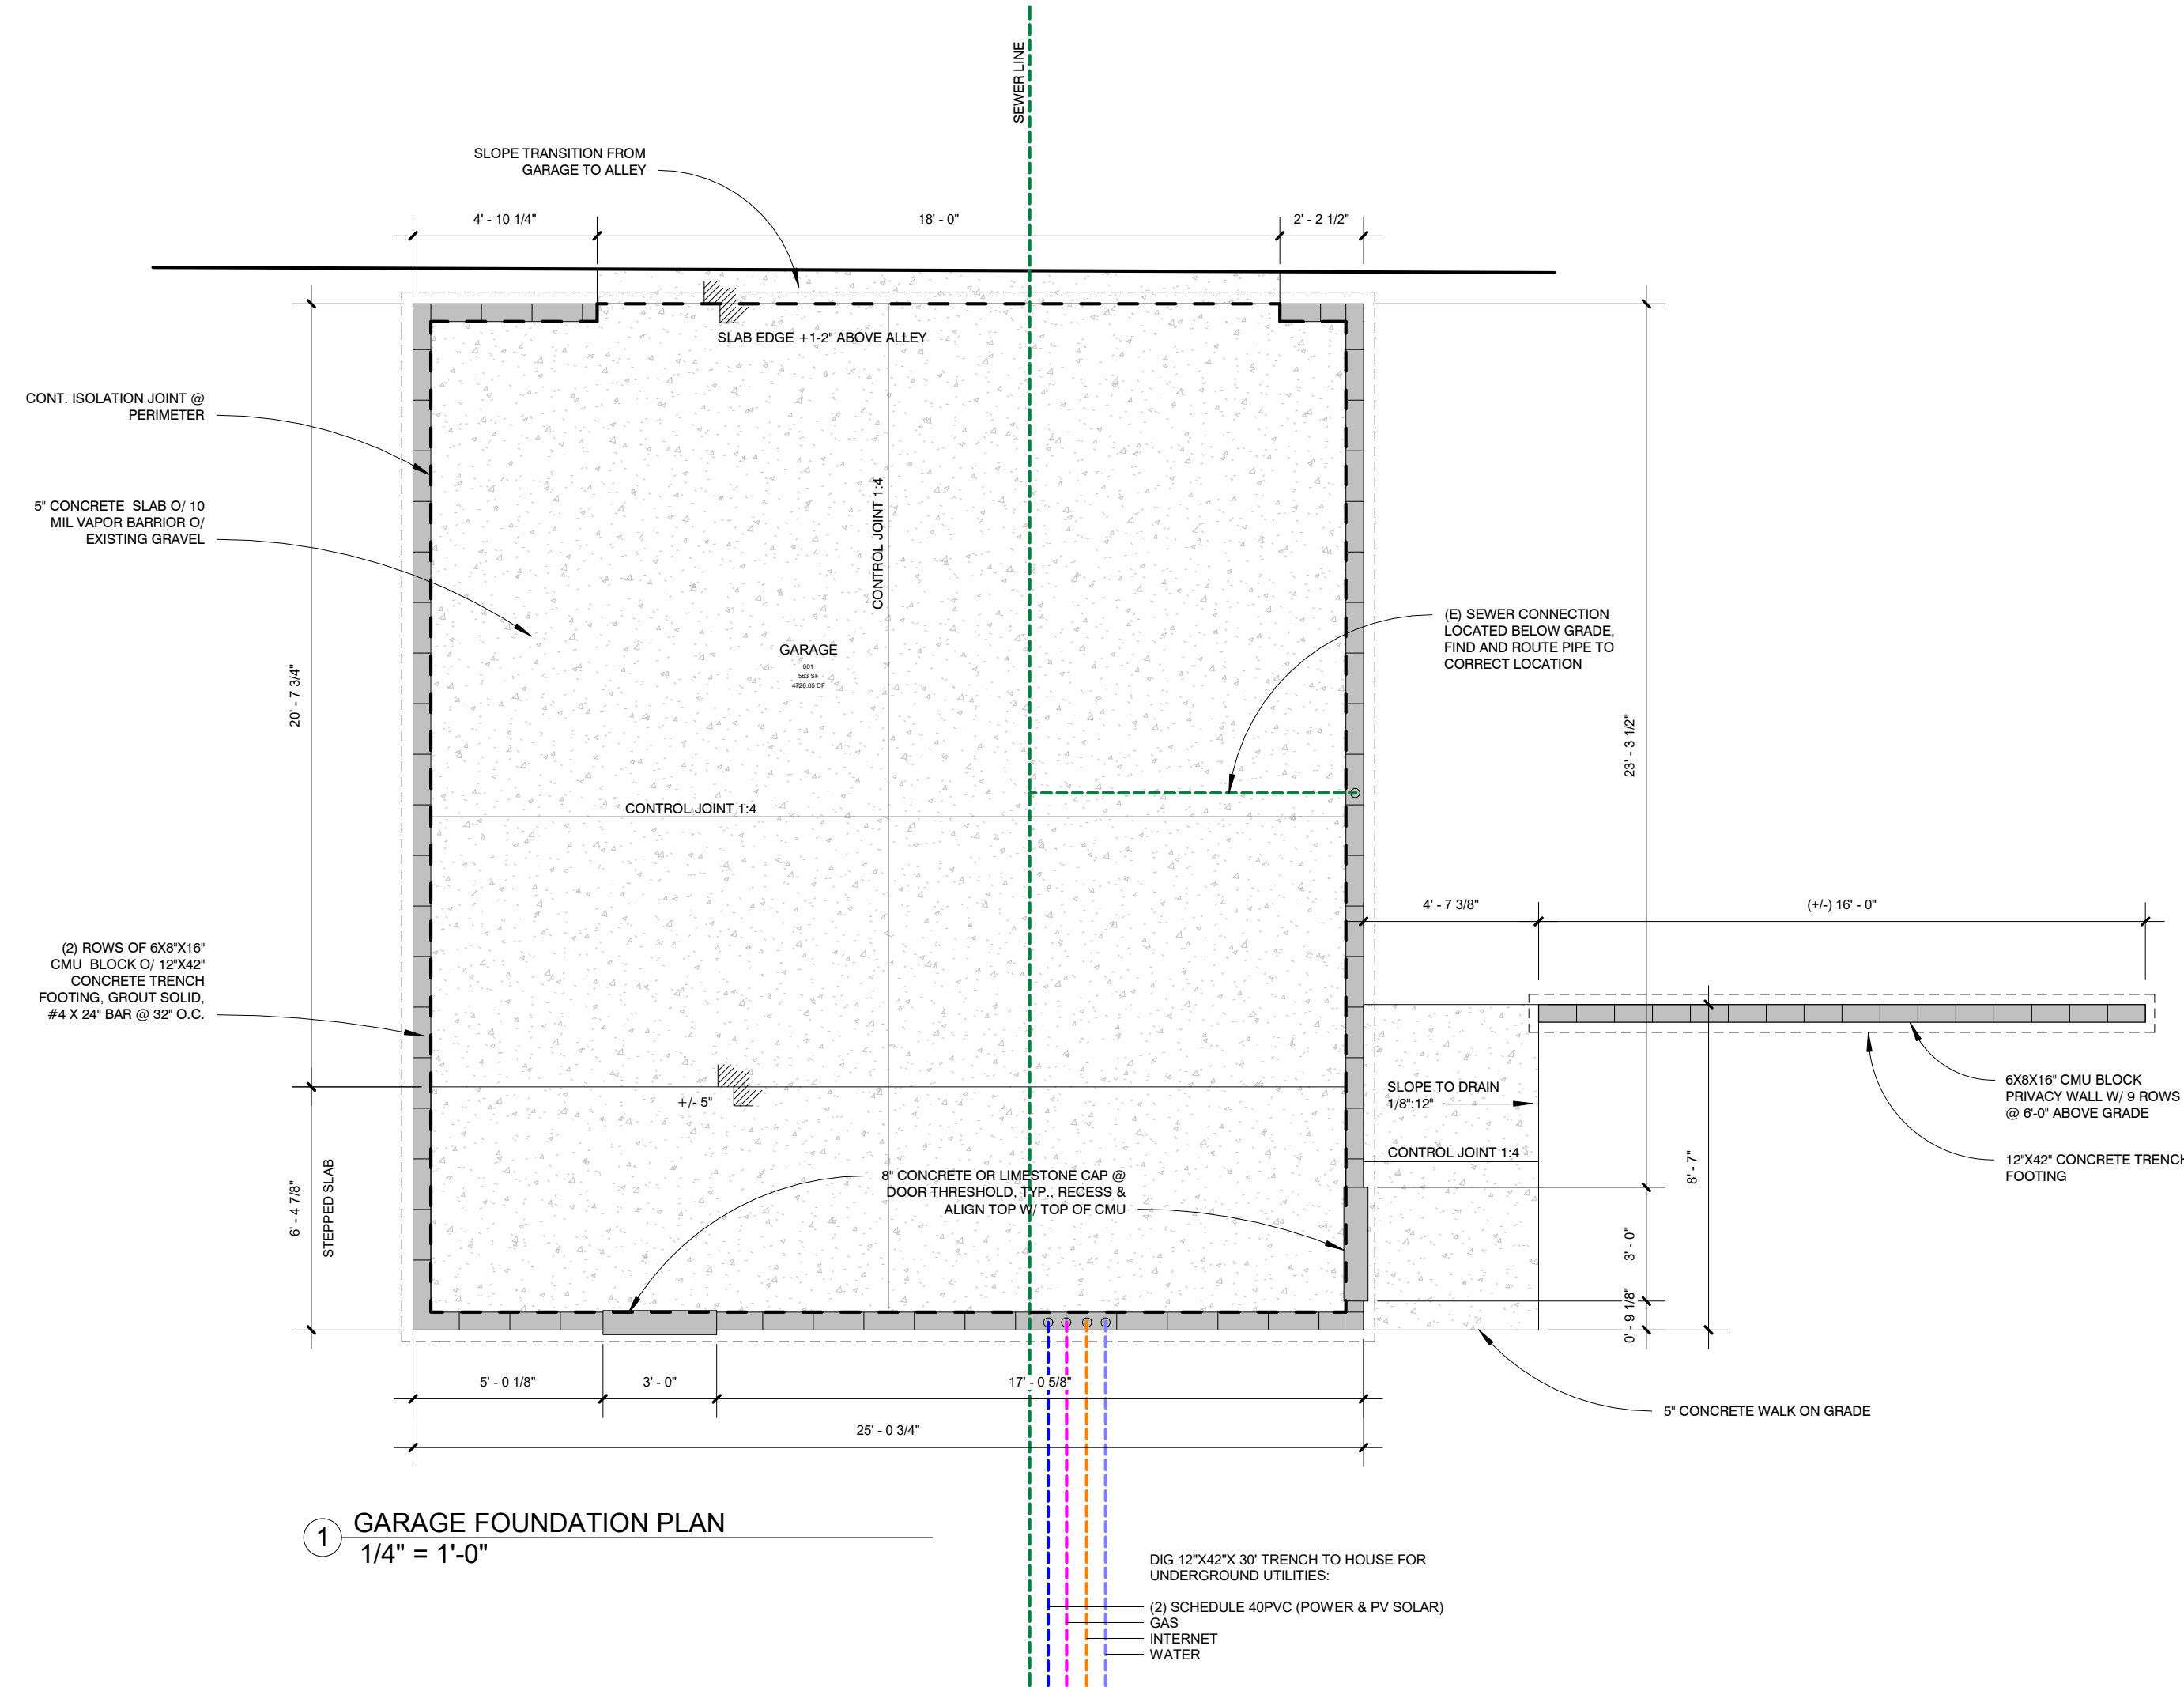 SEWER LINE
SLOPE TRANSITION FROM
GARAGE TO ALLEY
4' - 10 1/4"
18' - 0"
2' - 2 1/2"
SLAB EDGE +1-2" ABOVE ALLEY
CONT. ISOLATION JOINT @
PERIMETER
5" CONCRETE  SLAB O/ 10
MIL VAPOR BARRIOR O/
EXISTING GRAVEL
CONTROL JOINT 1:4
(E) SEWER CONNECTION
LOCATED BELOW GRADE,
FIND AND ROUTE PIPE TO
CORRECT LOCATION
GARAGE
001
563 SF
4726.65 CF
20' - 7 3/4"
23' - 3 1/2"
CONTROL JOINT 1:4
4' - 7 3/8"
(+/-) 16' - 0"
(2) ROWS OF 6X8"X16"
CMU  BLOCK O/ 12"X42"
CONCRETE TRENCH
FOOTING, GROUT SOLID,
#4 X 24" BAR @ 32" O.C.
+/- 5"
SLOPE TO DRAIN
1/8":12"
6X8X16" CMU BLOCK
PRIVACY WALL W/ 9 ROWS
@ 6'-0" ABOVE GRADE
CONTROL JOINT 1:4
12"X42" CONCRETE TRENCH
FOOTING
8' - 7"
8" CONCRETE OR LIMESTONE CAP @
DOOR THRESHOLD, TYP., RECESS &
ALIGN TOP W/ TOP OF CMU
6' - 4 7/8"
STEPPED SLAB
3' - 0"
0' - 9 1/8"
5' - 0 1/8"
3' - 0"
17' - 0 5/8"
25' - 0 3/4"
5" CONCRETE WALK ON GRADE
1
GARAGE FOUNDATION PLAN
1/4" = 1'-0"
DIG 12"X42"X 30' TRENCH TO HOUSE FOR
UNDERGROUND UTILITIES:
(2) SCHEDULE 40PVC (POWER & PV SOLAR)
GAS
INTERNET
WATER